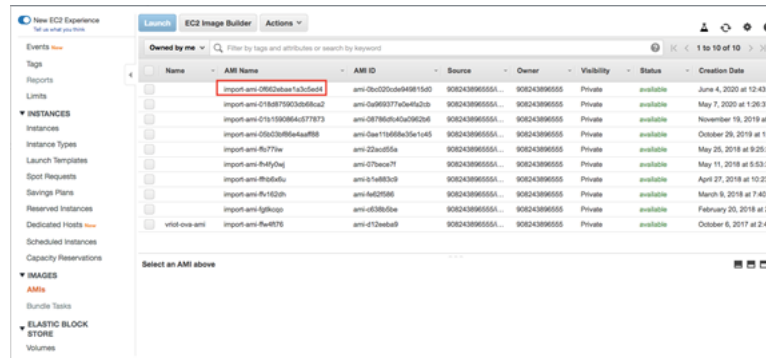 New EC2 Experience
Tell us what you think
Launch EC2 Image Builder Actions
Events New
Tags
Reports
Limits
INSTANCES
Instances
Instance Types
Launch Templates
Spot Requests
Savings Plans
Reserved Instances
Dedicated Hosts New
Scheduled Instances
Capacity Reservations
IMAGES
AMIs
Bundle Tasks
ELASTIC BLOCK STORE
Volumes
Owned by me Filter by tags and attributes or search by keyword 1 to 10 of 10
Name AMI Name AMI ID Source Owner Visibility Status Creation Date
import-ami-0f662ebae1a3c5ed4 ami-0bc020cde949815d0 908243896555/i... 908243896555 Private available June 4, 2020 at 12:43
import-ami-018d875903db68ca2 ami-0a969377e0e4fa2cb 908243896555/i... 908243896555 Private available May 7, 2020 at 1:26:3
import-ami-01b1590864c577873 ami-08786dfc40a0962b6 908243896555/i... 908243896555 Private available November 19, 2019 a
import-ami-05b03bf86e4aaff88 ami-0ae11b668e35e1c45 908243896555/i... 908243896555 Private available October 29, 2019 at 1
import-ami-ffo77iiw ami-22acd55a 908243896555/i... 908243896555 Private available May 25, 2018 at 9:25:
import-ami-fh4fy0wj ami-07bece7f 908243896555/i... 908243896555 Private available May 11, 2018 at 5:53:
import-ami-ffhb6x6u ami-b1e883c9 908243896555/i... 908243896555 Private available April 27, 2018 at 10:2
import-ami-ffv162dh ami-fe62f586 908243896555/i... 908243896555 Private available March 9, 2018 at 7:40
import-ami-fgtlkcqo ami-c638b5be 908243896555/i... 908243896555 Private available February 20, 2018 at
vriot-ova-ami import-ami-ffw4ft76 ami-d12eeba9 908243896555/i... 908243896555 Private available October 6, 2017 at 2:4
Select an AMI above